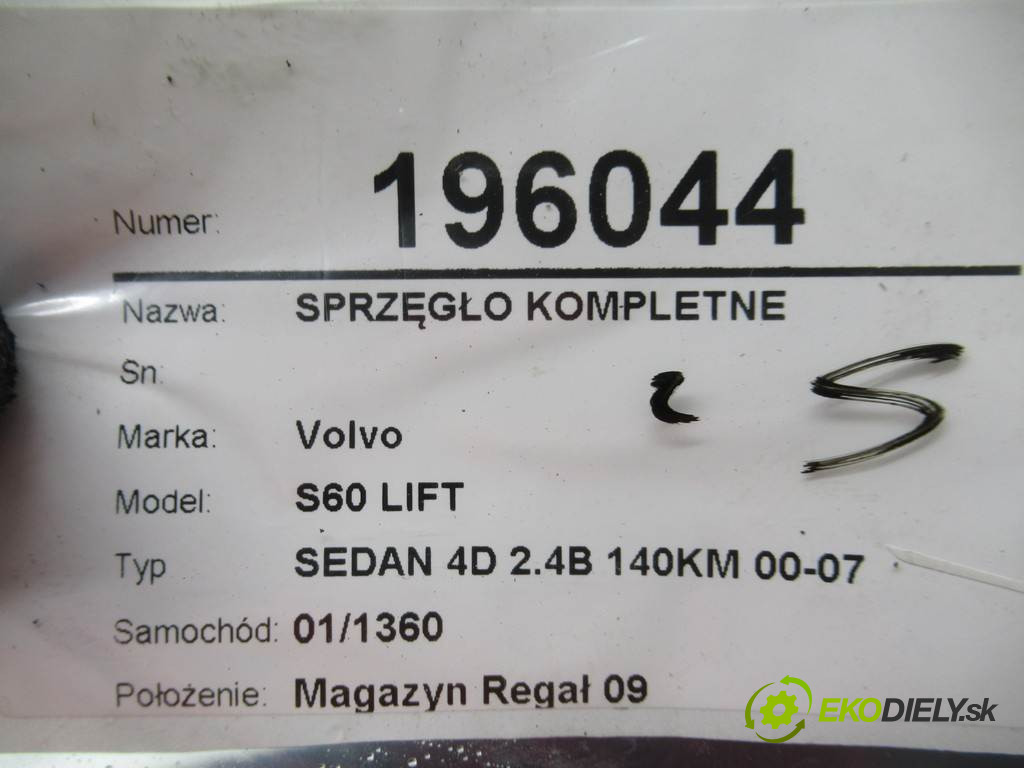 Numer: 196044
Nazwa: SPRZĘGŁO KOMPLETNE
Sn:
Marka: Volvo
Model: S60 LIFT
Typ SEDAN 4D 2.4B 140KM 00-07
Samochód: 01/1360
Położenie: Magazyn Regał 09
EKODIELY.sk